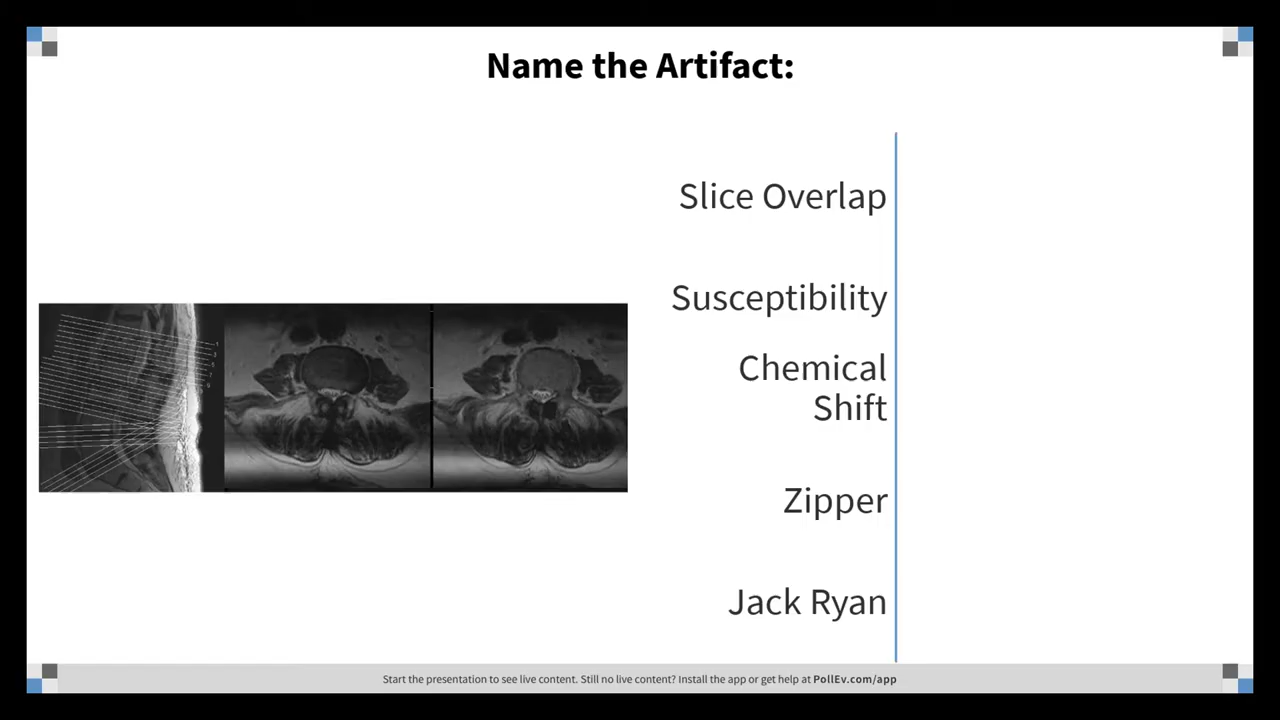 Name the Artifact:
Slice Overlap
Susceptibility
Chemical
Shift
Zipper
Jack Ryan
Start the presentation to see live content. Still no live content? Install the app or get help at PollEv.com/app